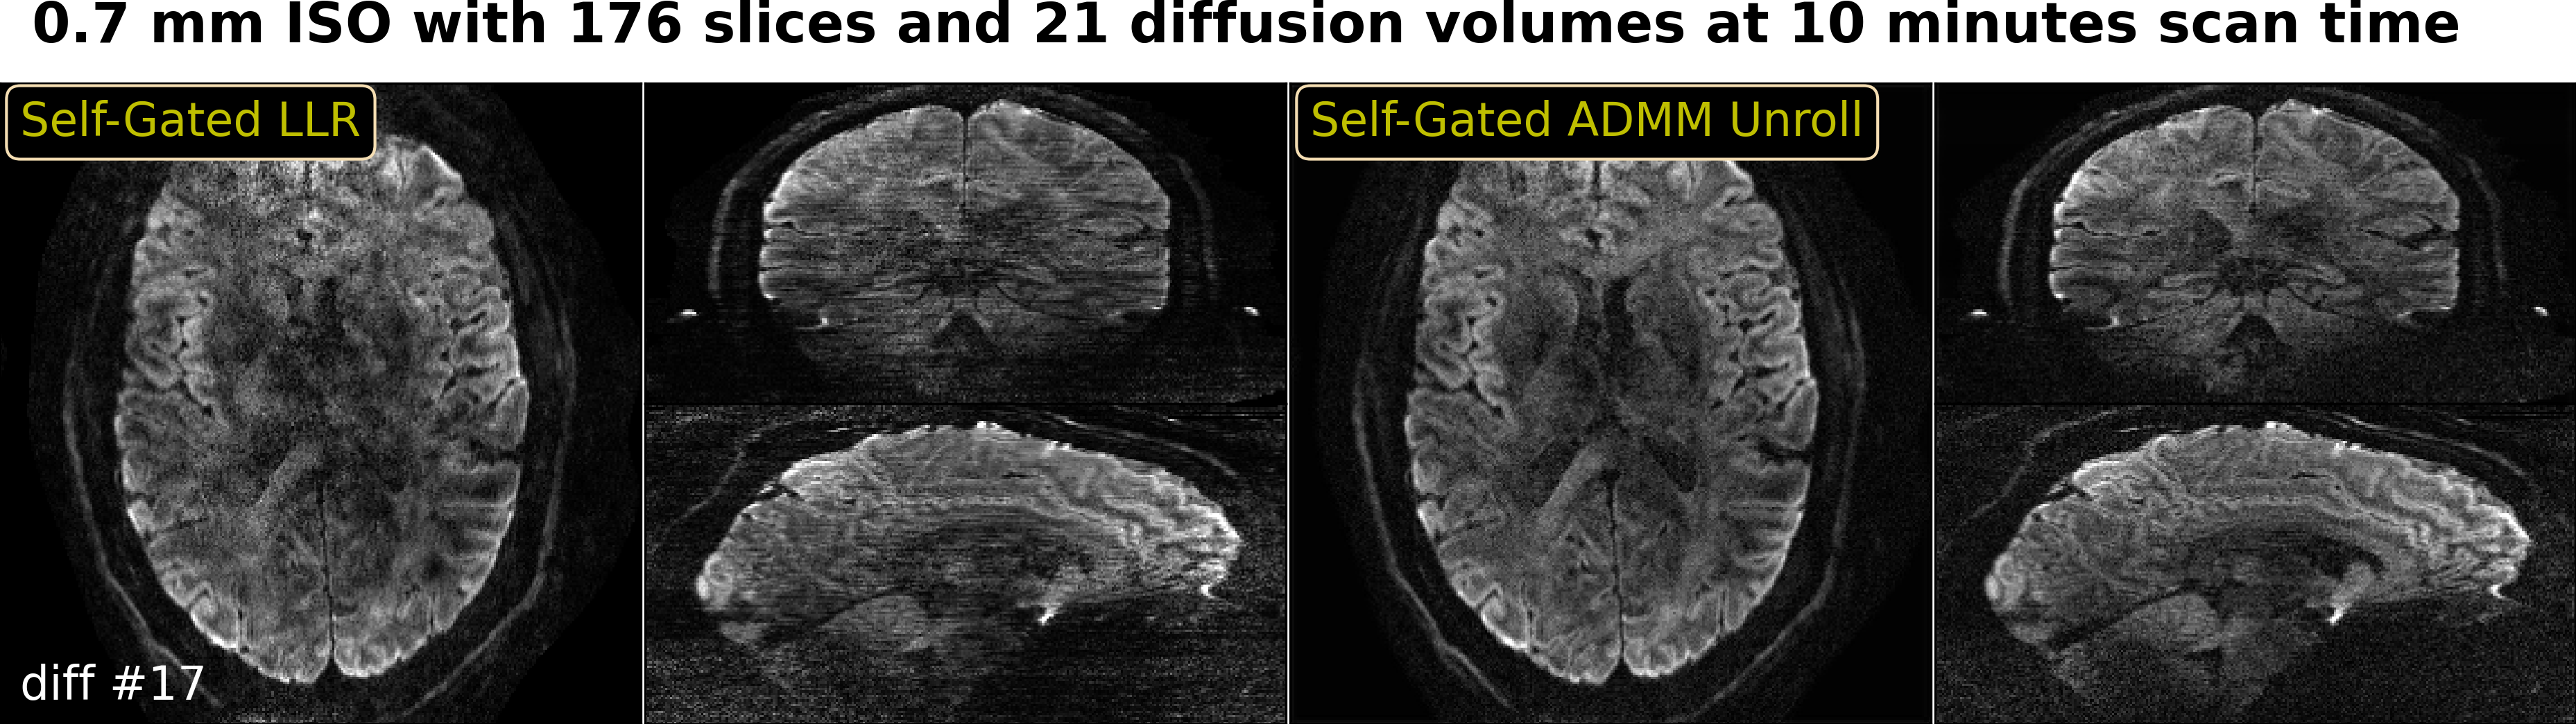 0.7 mm ISO with 176 slices and 21 diffusion volumes at 10 minutes scan time
Self-Gated LLR
Self-Gated ADMM Unroll
diff #17